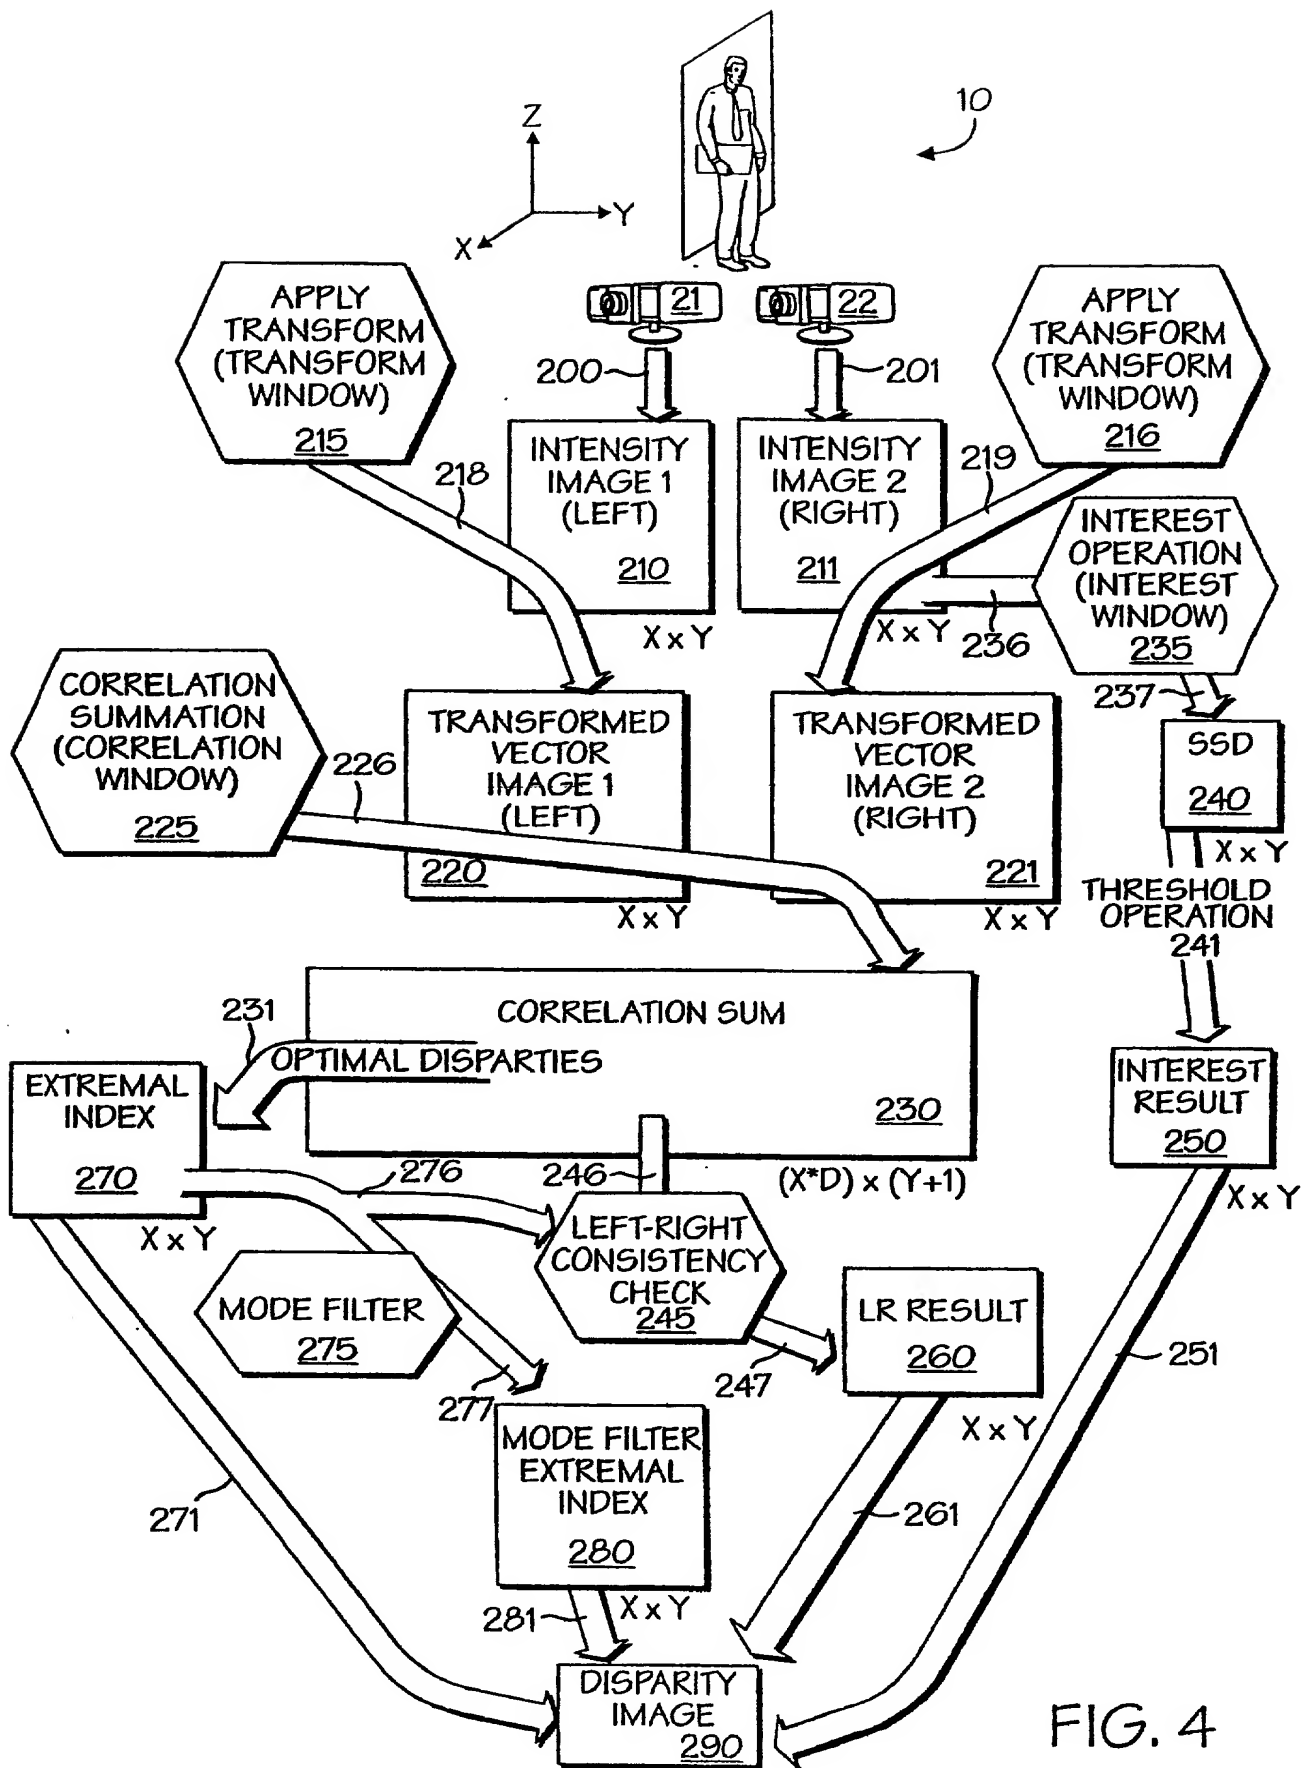 10
Z
Y
X
21
22
APPLY
TRANSFORM
(TRANSFORM
WINDOW)
215
APPLY
TRANSFORM
(TRANSFORM
WINDOW)
216
200
201
218
INTENSITY
IMAGE 1
(LEFT)
210
X x Y
INTENSITY
IMAGE 2
(RIGHT)
211
X x Y
219
INTEREST
OPERATION
(INTEREST
WINDOW)
235
236
237
CORRELATION
SUMMATION
(CORRELATION
WINDOW)
225
226
TRANSFORMED
VECTOR
IMAGE 1
(LEFT)
220
X x Y
TRANSFORMED
VECTOR
IMAGE 2
(RIGHT)
221
X x Y
SSD
240
X x Y
THRESHOLD
OPERATION
241
CORRELATION SUM
231
OPTIMAL DISPARTIES
230
(X*D) x (Y+1)
EXTREMAL
INDEX
270
X x Y
INTEREST
RESULT
250
X x Y
276
246
LEFT-RIGHT
CONSISTENCY
CHECK
245
MODE FILTER
275
247
LR RESULT
260
X x Y
251
277
MODE FILTER
EXTREMAL
INDEX
280
X x Y
271
261
281
DISPARITY
IMAGE
290
FIG. 4